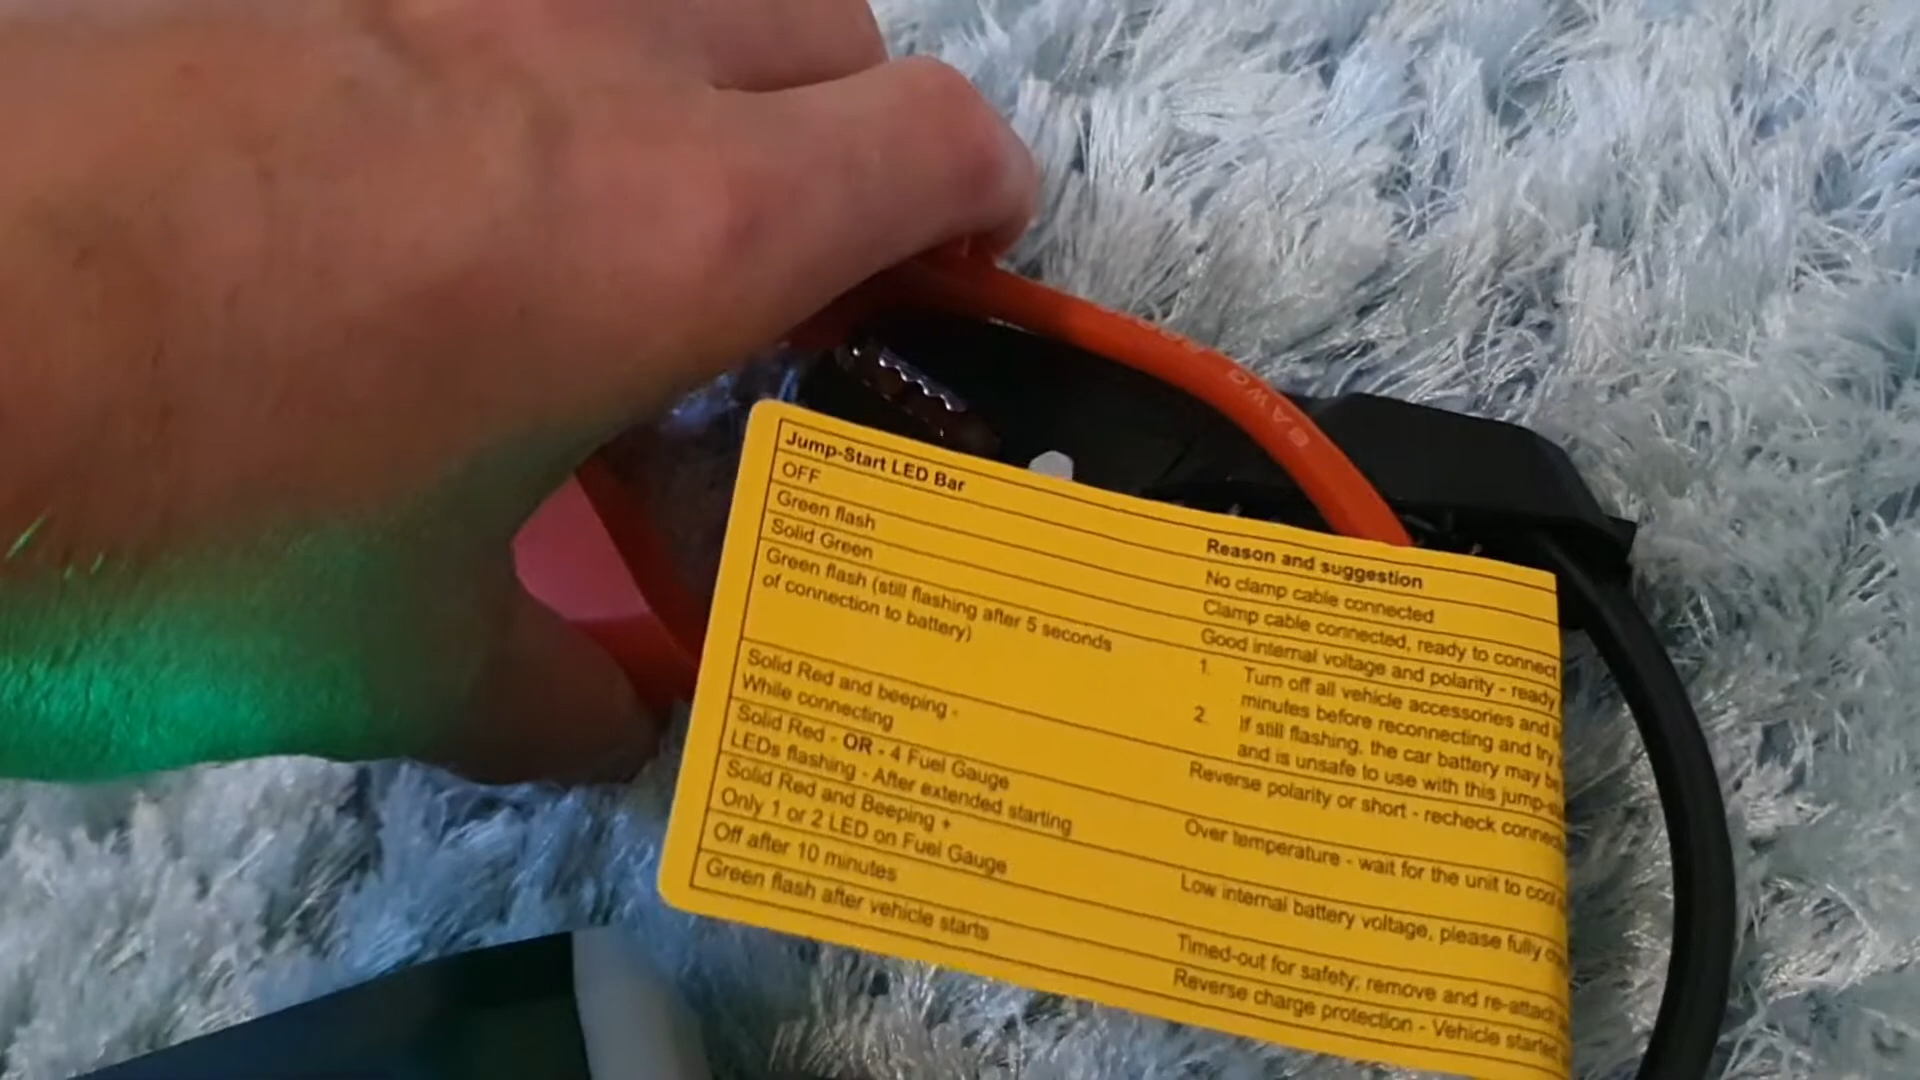 8AWG
Jump-Start LED Bar
Reason and suggestion
OFF
No clamp cable connected
Green flash
Clamp cable connected, ready to connect
Solid Green
Good internal voltage and polarity - ready
Green flash (still flashing after 5 seconds
of connection to battery)
1. Turn off all vehicle accessories and
minutes before reconnecting and try
2. If still flashing, the car battery may be
and is unsafe to use with this jump-
Solid Red and beeping -
While connecting
Reverse polarity or short - recheck
Solid Red - OR - 4 Fuel Gauge
LEDs flashing - After extended starting
Over temperature - wait for the unit to cool
Solid Red and Beeping +
Only 1 or 2 LED on Fuel Gauge
Low internal battery voltage, please fully
Off after 10 minutes
Timed-out for safety; remove and re-attach
Green flash after vehicle starts
Reverse charge protection - Vehicle started